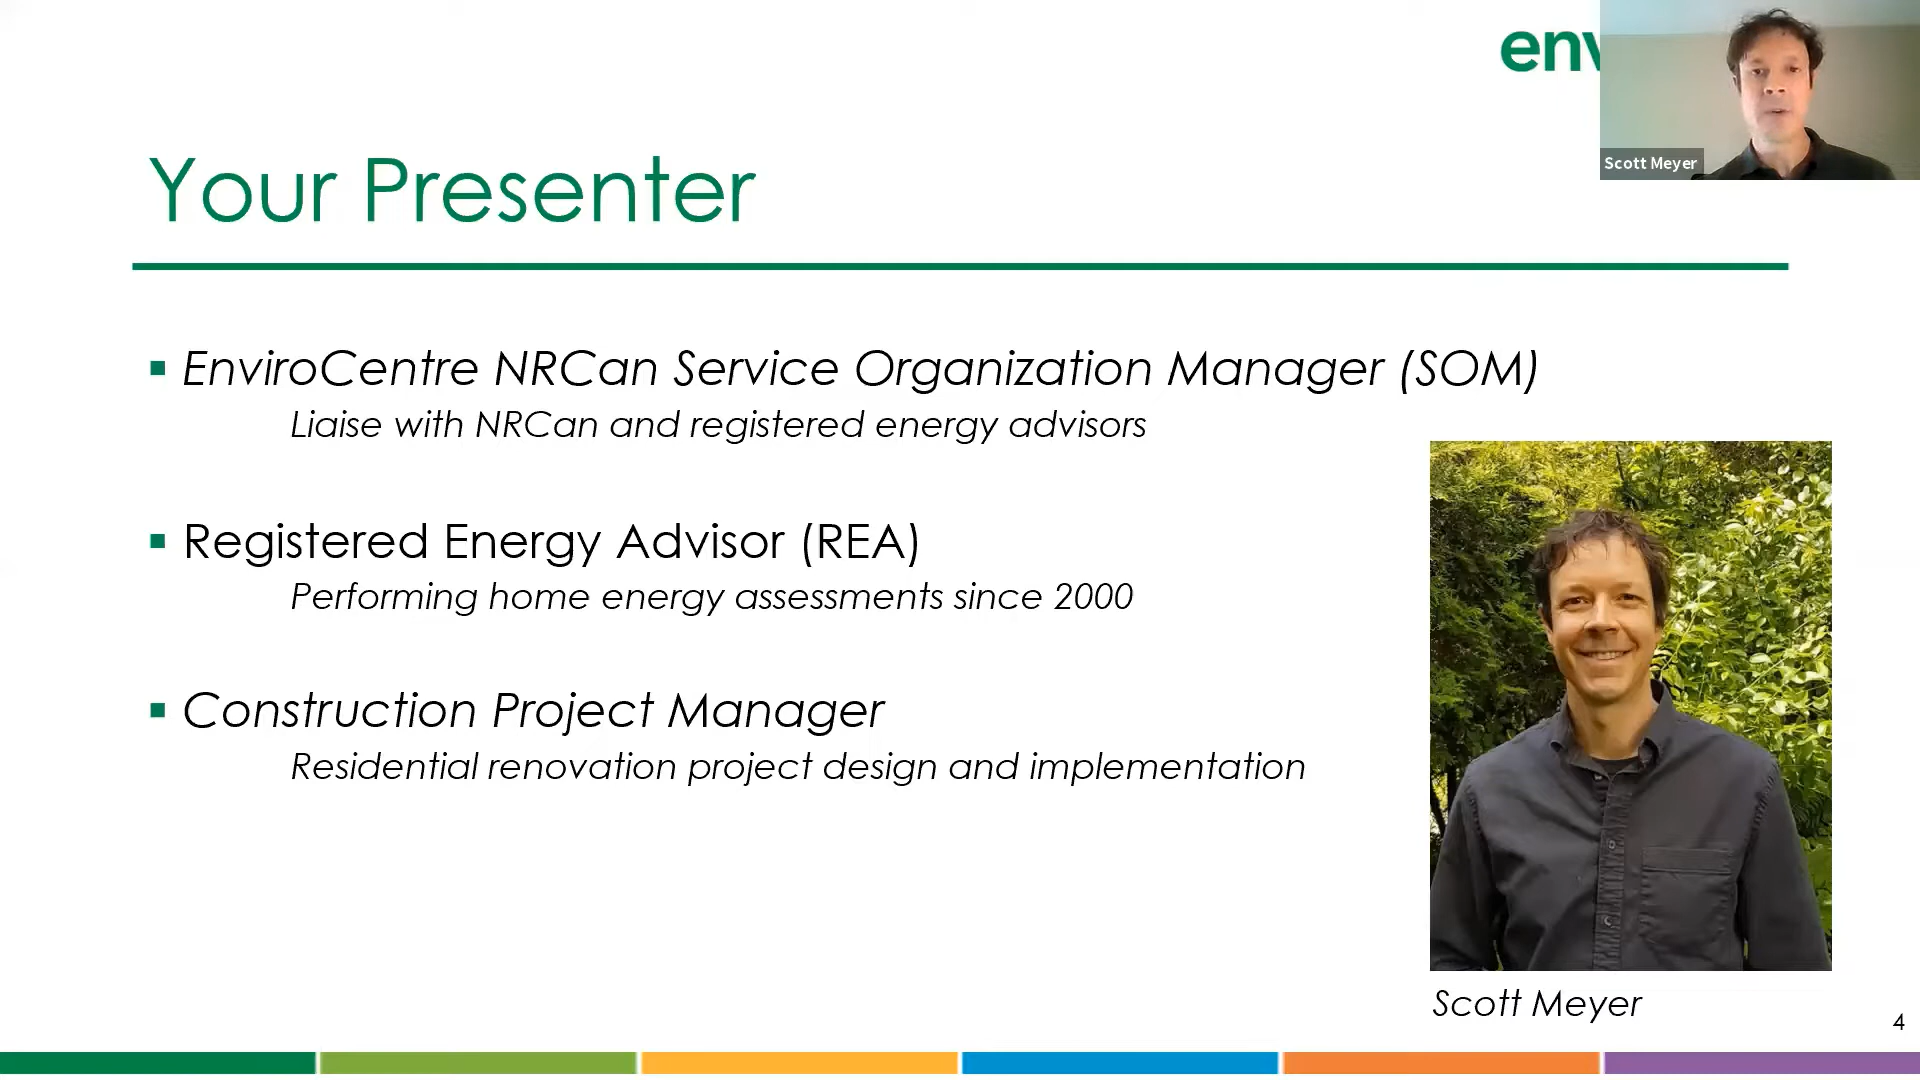 env
Scott Meyer
Your Presenter
▪ EnviroCentre NRCan Service Organization Manager (SOM)
Liaise with NRCan and registered energy advisors
▪ Registered Energy Advisor (REA)
Performing home energy assessments since 2000
▪ Construction Project Manager
Residential renovation project design and implementation
Scott Meyer
4